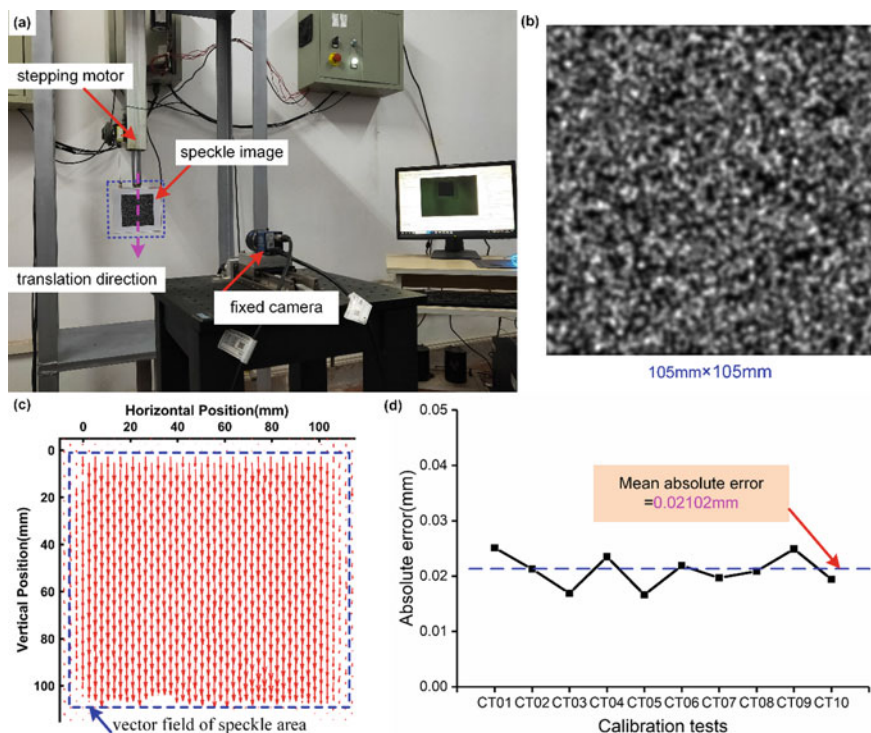 (a)
stepping motor
speckle image
translation direction
fixed camera
(b)
105mm×105mm
(c)
Horizontal Position(mm)
0 20 40 60 80 100
Vertical Position(mm)
0
20
40
60
80
100
vector field of speckle area
(d)
Absolute error(mm)
0.05
0.04
0.03
0.02
0.01
0.00
Mean absolute error
=0.02102mm
CT01 CT02 CT03 CT04 CT05 CT06 CT07 CT08 CT09 CT10
Calibration tests